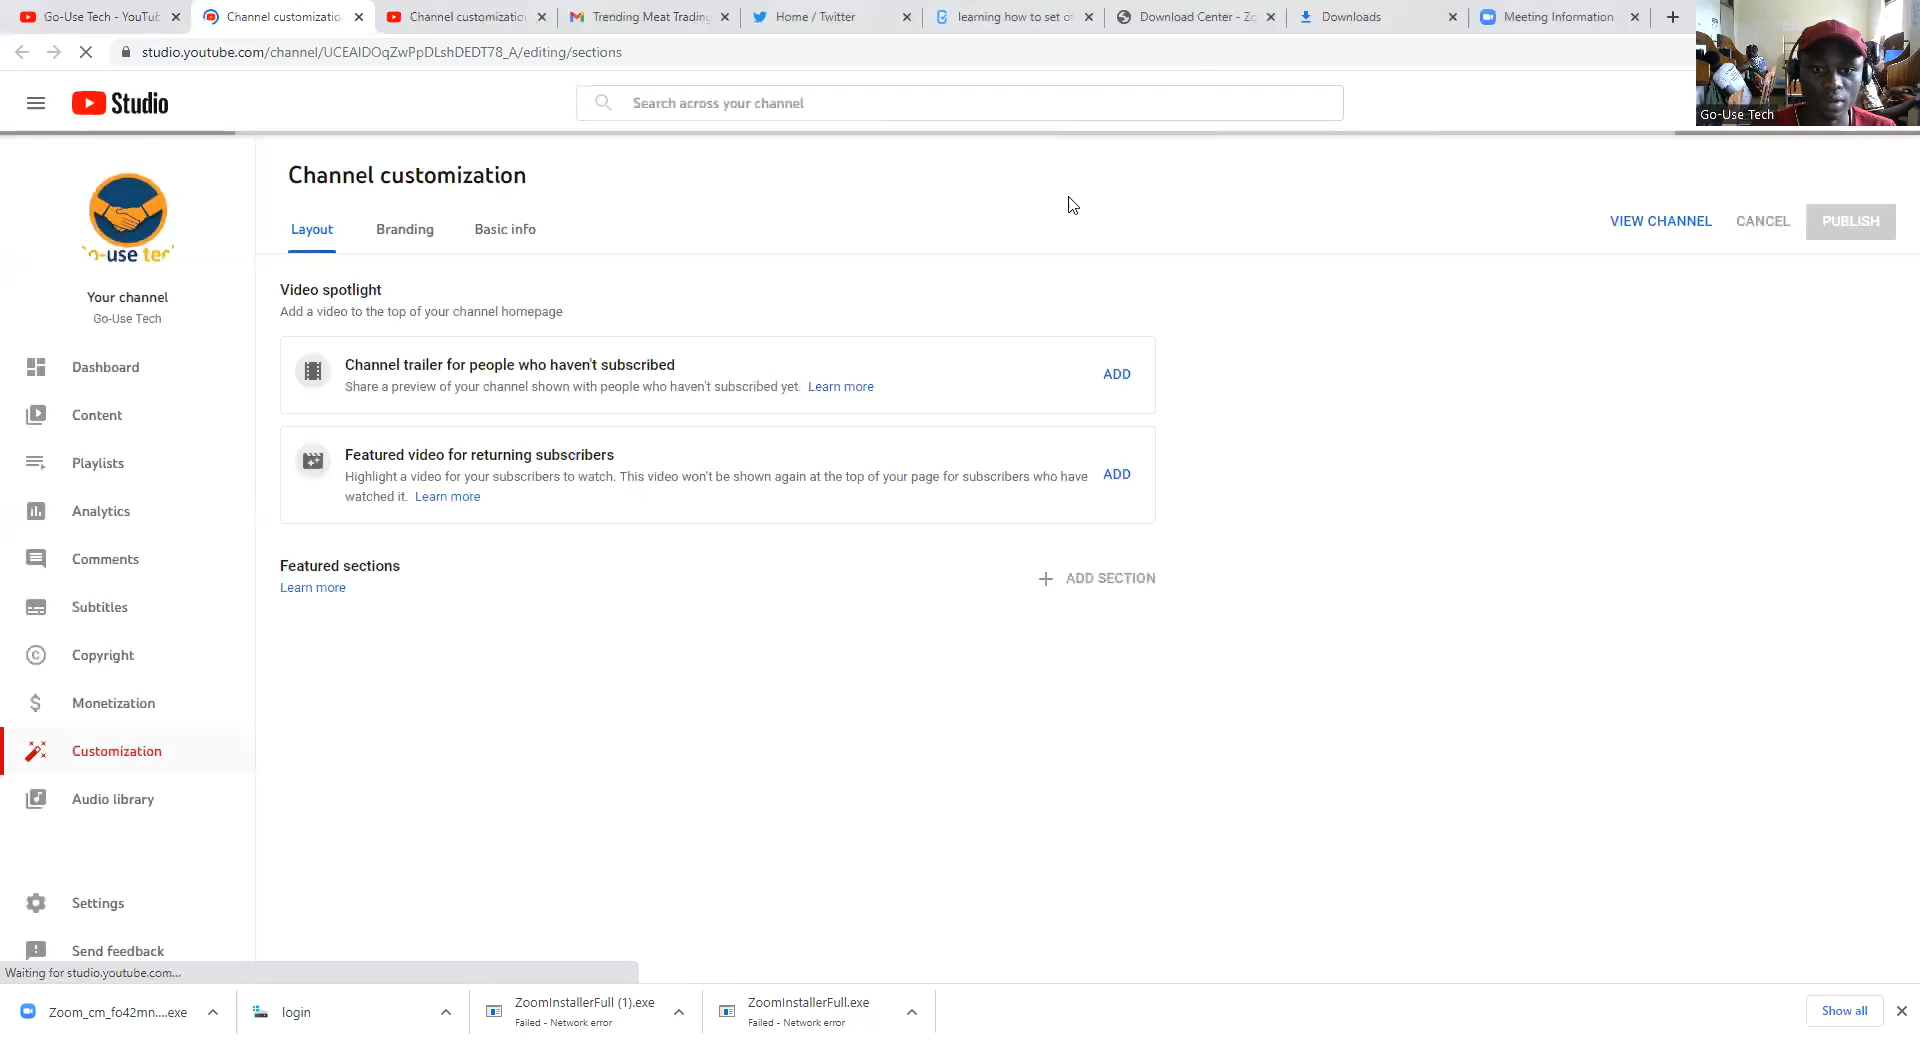 Go-Use Tech - YouTub
Channel customizatio
Channel customizatio
Trending Meat Trading
Home / Twitter
learning how to set o
Download Center - Zo
Downloads
Meeting Information
studio.youtube.com/channel/UCEAIDOqZwPpDLshDEDT78_A/editing/sections
Studio
Search across your channel
Go-Use Tech
Channel customization
Layout
Branding
Basic info
VIEW CHANNEL
CANCEL
PUBLISH
o-use tec
Your channel
Go-Use Tech
Dashboard
Content
Playlists
Analytics
Comments
Subtitles
Copyright
Monetization
Customization
Audio library
Settings
Send feedback
Video spotlight
Add a video to the top of your channel homepage
Channel trailer for people who haven't subscribed
Share a preview of your channel shown with people who haven't subscribed yet. Learn more
ADD
Featured video for returning subscribers
Highlight a video for your subscribers to watch. This video won't be shown again at the top of your page for subscribers who have
watched it. Learn more
ADD
Featured sections
Learn more
ADD SECTION
Waiting for studio.youtube.com...
Zoom_cm_fo42mn....exe
login
ZoomInstallerFull (1).exe
Failed - Network error
ZoomInstallerFull.exe
Failed - Network error
Show all